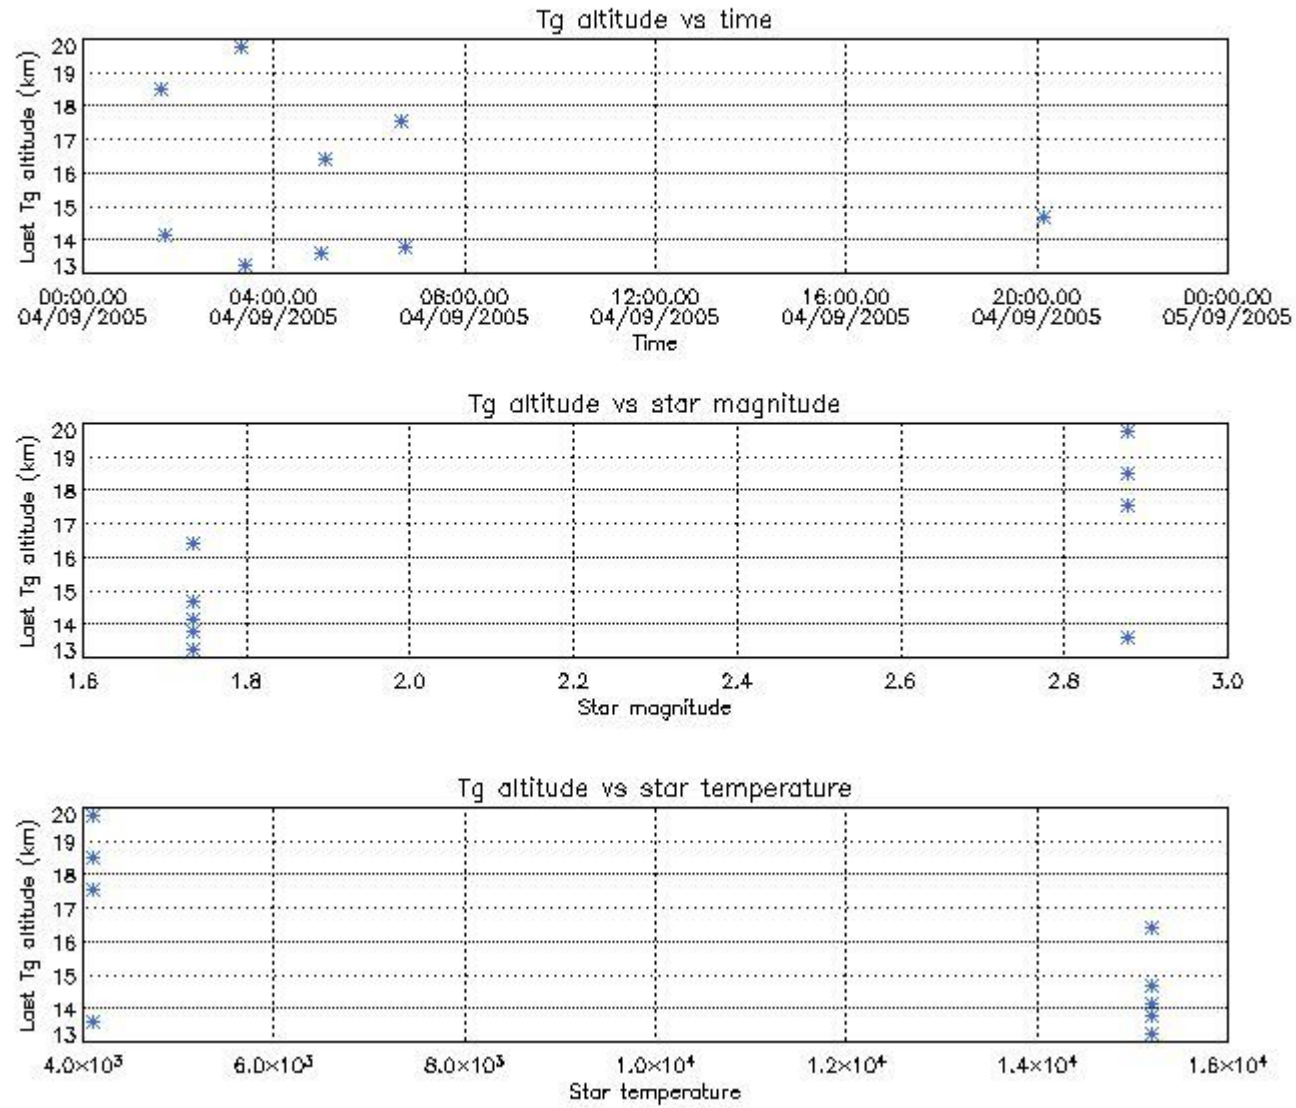 Tg altitude vs time
Last Tg altitude (km)
20
19
18
17
16
15
14
13
00:00.00 04:00.00 08:00.00 12:00.00 16:00.00 20:00.00 00:00.00
04/09/2005 04/09/2005 04/09/2005 04/09/2005 04/09/2005 04/09/2005 05/09/2005
Time
Tg altitude vs star magnitude
Last Tg altitude (km)
20
19
18
17
16
15
14
13
1.6 1.8 2.0 2.2 2.4 2.6 2.8 3.0
Star magnitude
Tg altitude vs star temperature
Last Tg altitude (km)
20
19
18
17
16
15
14
13
4.0×10³ 6.0×10³ 8.0×10³ 1.0×10⁴ 1.2×10⁴ 1.4×10⁴ 1.6×10⁴
Star temperature